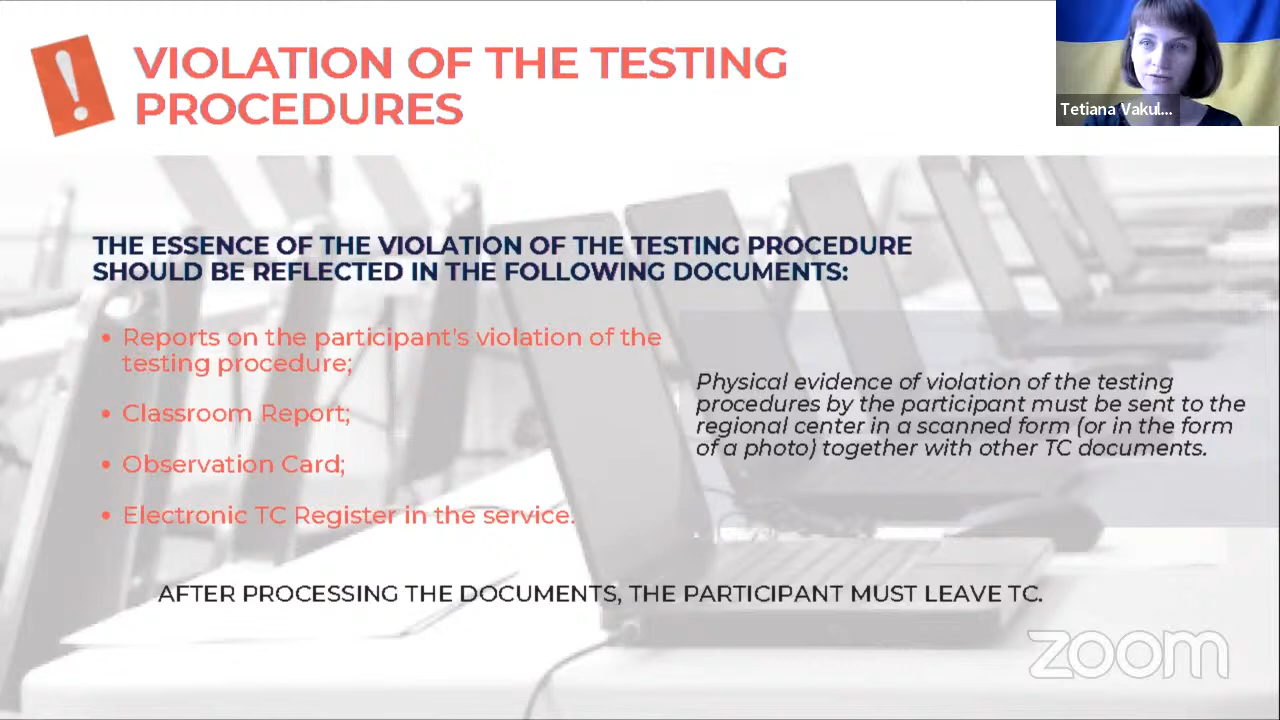 VIOLATION OF THE TESTING
PROCEDURES
Tetiana Vakul...
THE ESSENCE OF THE VIOLATION OF THE TESTING PROCEDURE
SHOULD BE REFLECTED IN THE FOLLOWING DOCUMENTS:
• Reports on the participant's violation of the
testing procedure;
• Classroom Report;
• Observation Card;
• Electronic TC Register in the service.
Physical evidence of violation of the testing
procedures by the participant must be sent to the
regional center in a scanned form (or in the form
of a photo) together with other TC documents.
AFTER PROCESSING THE DOCUMENTS, THE PARTICIPANT MUST LEAVE TC.
zoom